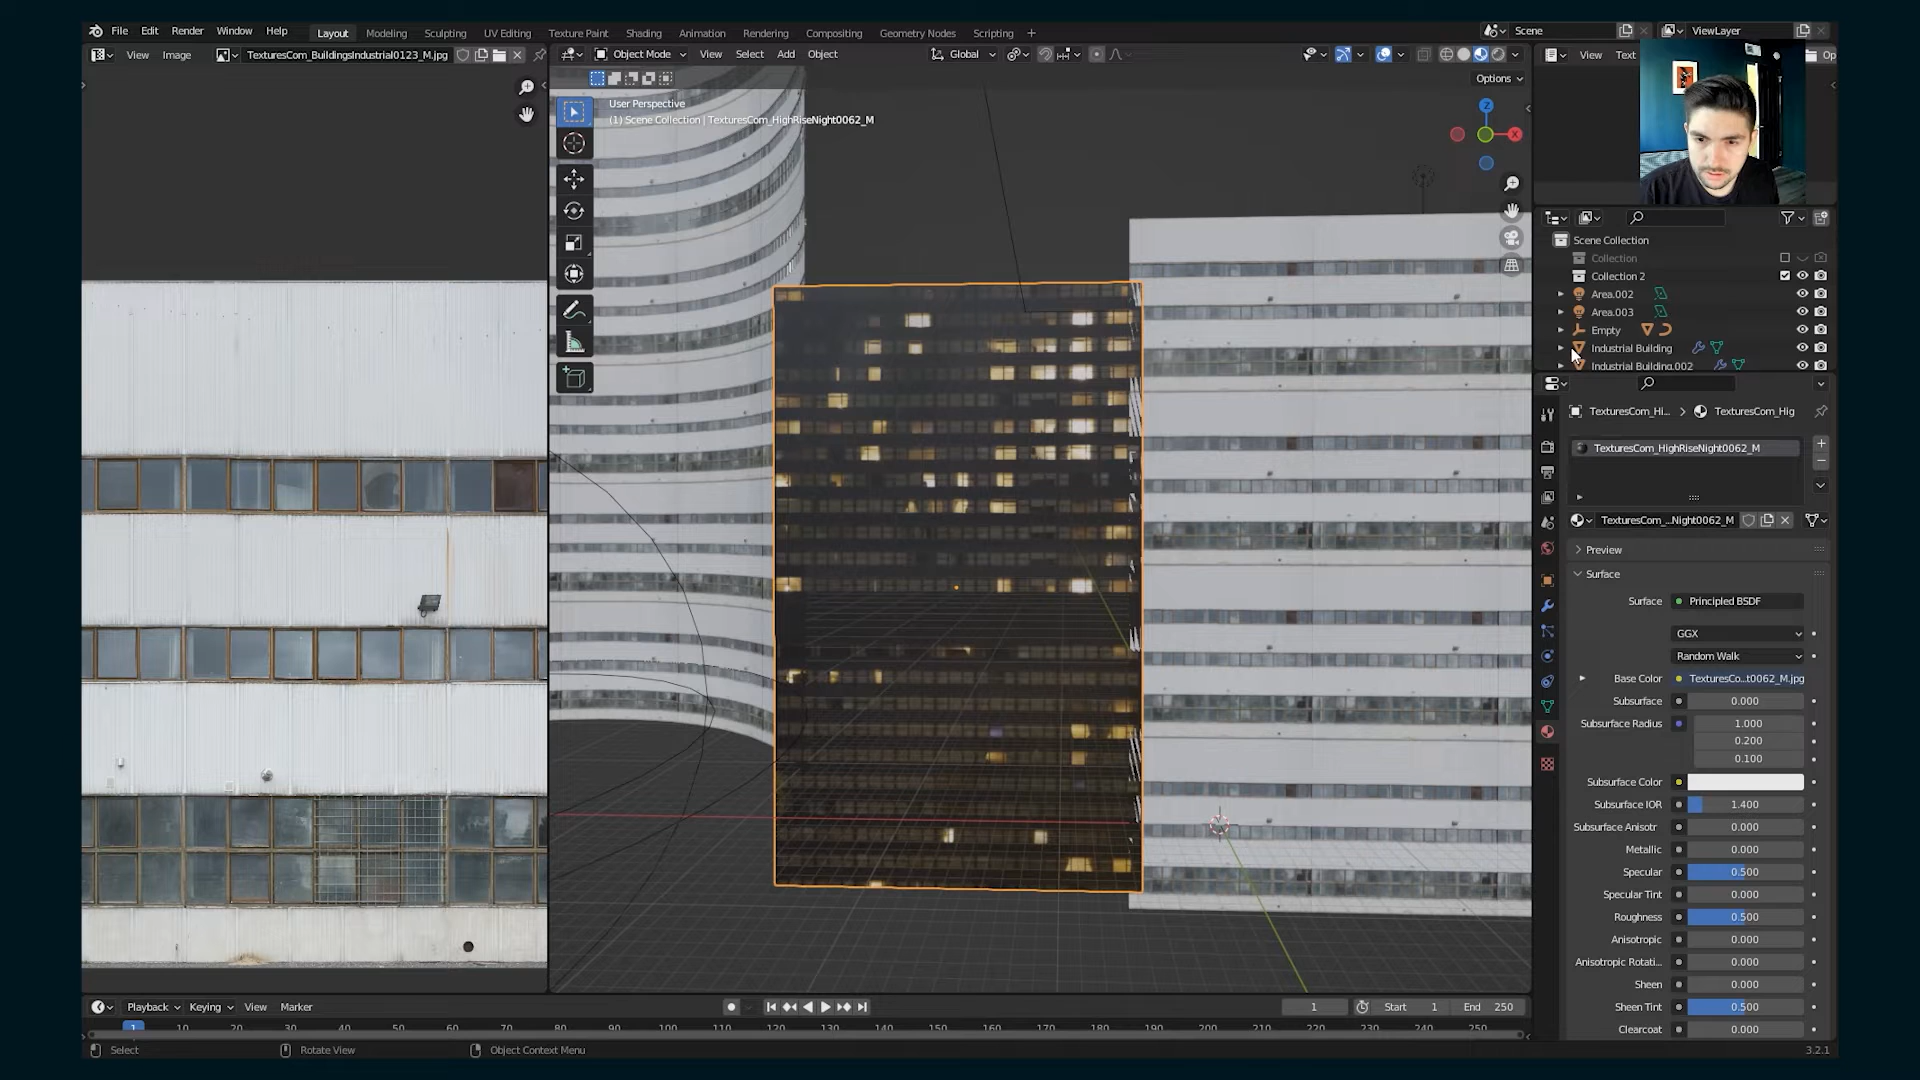 File Edit Render Window Help Layout Modeling Sculpting UV Editing Texture Paint Shading Animation Rendering Compositing Geometry Nodes Scripting + Scene ViewLayer
View Image TexturesCom_BuildingsIndustrial0123_M.jpg Object Mode View Select Add Object Global View Text Op
Options
User Perspective
(1) Scene Collection | TexturesCom_HighRiseNight0062_M
Z
X
Scene Collection
Collection
Collection 2
Area.002
Area.003
Empty
Industrial Building
Industrial Building.002
TexturesCom_Hi... TexturesCom_Hig
TexturesCom_HighRiseNight0062_M
TexturesCom_...Night0062_M
Preview
Surface
Surface Principled BSDF
GGX
Random Walk
Base Color TexturesCo...t0062_M.jpg
Subsurface 0.000
Subsurface Radius 1.000
0.200
0.100
Subsurface Color
Subsurface IOR 1.400
Subsurface Anisotr 0.000
Metallic 0.000
Specular 0.500
Specular Tint 0.000
Roughness 0.500
Anisotropic 0.000
Anisotropic Rotati... 0.000
Sheen 0.000
Sheen Tint 0.500
Clearcoat 0.000
Playback Keying View Marker 1 Start 1 End 250
1 10 20 30 40 50 60 70 80 90 100 110 120 130 140 150 160 170 180 190 200 210 220 230 240 250
Select Rotate View Object Context Menu 3.2.1